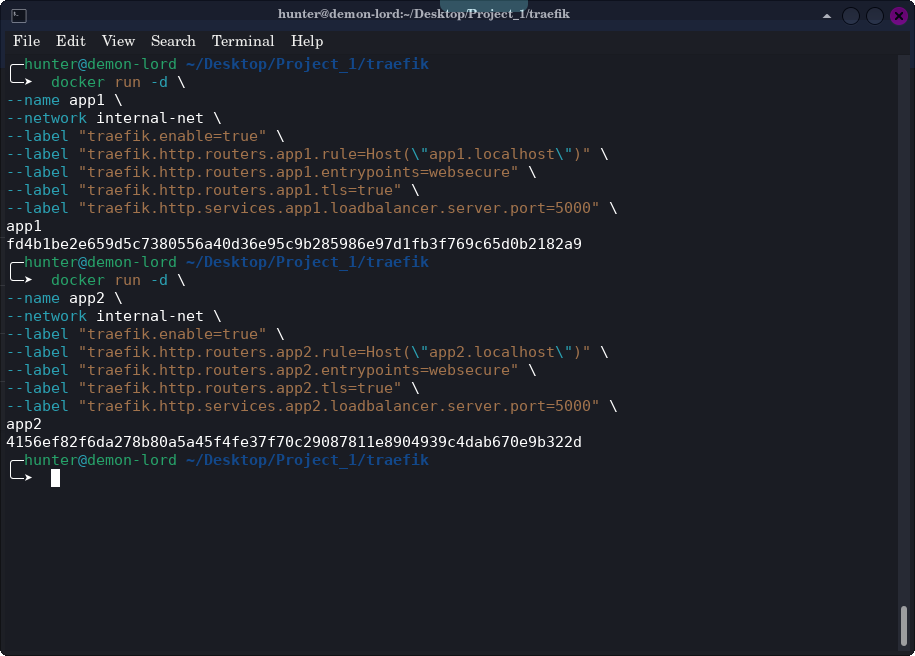 hunter@demon-lord:~/Desktop/Project_1/traefik
File Edit View Search Terminal Help
hunter@demon-lord ~/Desktop/Project_1/traefik
docker run -d \
--name app1 \
--network internal-net \
--label "traefik.enable=true" \
--label "traefik.http.routers.app1.rule=Host(\"app1.localhost\")" \
--label "traefik.http.routers.app1.entrypoints=websecure" \
--label "traefik.http.routers.app1.tls=true" \
--label "traefik.http.services.app1.loadbalancer.server.port=5000" \
app1
fd4b1be2e659d5c7380556a40d36e95c9b285986e97d1fb3f769c65d0b2182a9
hunter@demon-lord ~/Desktop/Project_1/traefik
docker run -d \
--name app2 \
--network internal-net \
--label "traefik.enable=true" \
--label "traefik.http.routers.app2.rule=Host(\"app2.localhost\")" \
--label "traefik.http.routers.app2.entrypoints=websecure" \
--label "traefik.http.routers.app2.tls=true" \
--label "traefik.http.services.app2.loadbalancer.server.port=5000" \
app2
4156ef82f6da278b80a5a45f4fe37f70c29087811e8904939c4dab670e9b322d
hunter@demon-lord ~/Desktop/Project_1/traefik